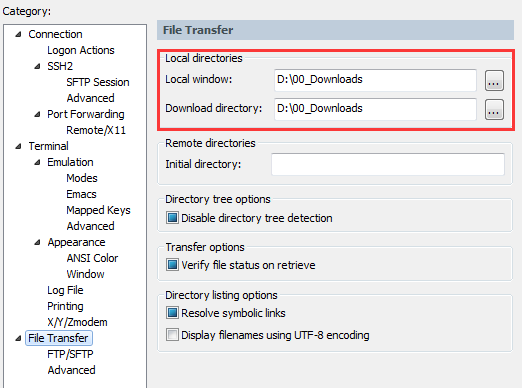 Category:
Connection
Logon Actions
SSH2
SFTP Session
Advanced
Port Forwarding
Remote/X11
Terminal
Emulation
Modes
Emacs
Mapped Keys
Advanced
Appearance
ANSI Color
Window
Log File
Printing
X/Y/Zmodem
File Transfer
FTP/SFTP
Advanced
File Transfer
Local directories
Local window: D:\00_Downloads ...
Download directory: D:\00_Downloads ...
Remote directories
Initial directory:
Directory tree options
Disable directory tree detection
Transfer options
Verify file status on retrieve
Directory listing options
Resolve symbolic links
Display filenames using UTF-8 encoding